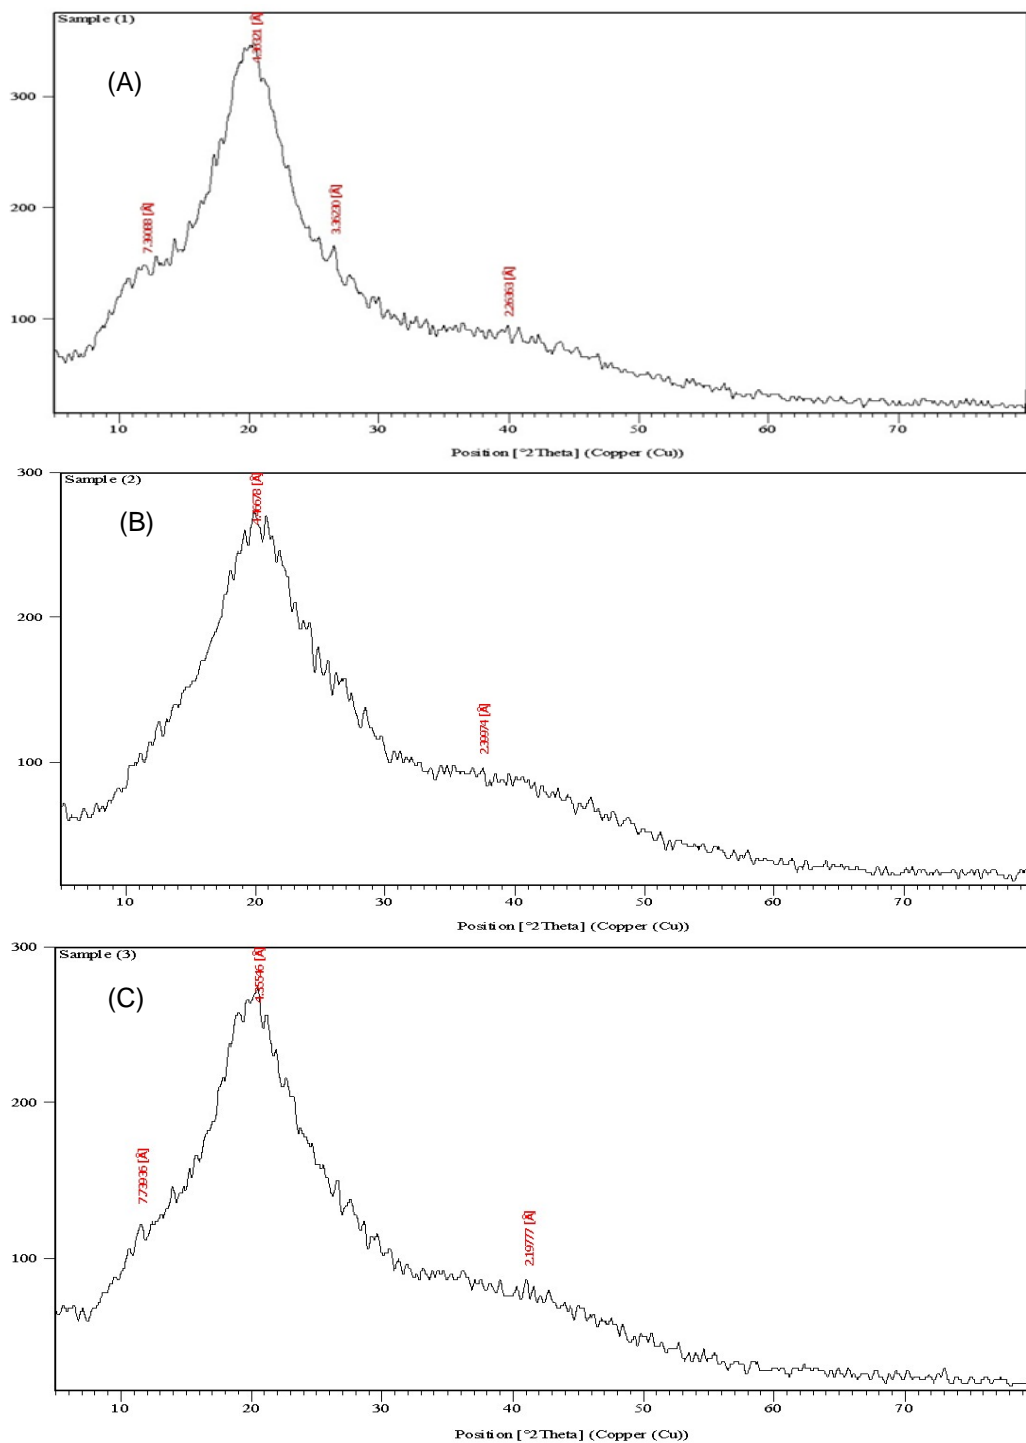 Sample (1)
(A)
300
200
100
7.39088 [Å]
3.36230 [Å]
2.26363 [Å]
10 20 30 40 50 60 70
Position [°2Theta] (Copper (Cu))
Sample (2)
(B)
300
200
100
4.46678 [Å]
2.39974 [Å]
10 20 30 40 50 60 70
Position [°2Theta] (Copper (Cu))
Sample (3)
(C)
300
200
100
7.73936 [Å]
4.35546 [Å]
2.19777 [Å]
10 20 30 40 50 60 70
Position [°2Theta] (Copper (Cu))